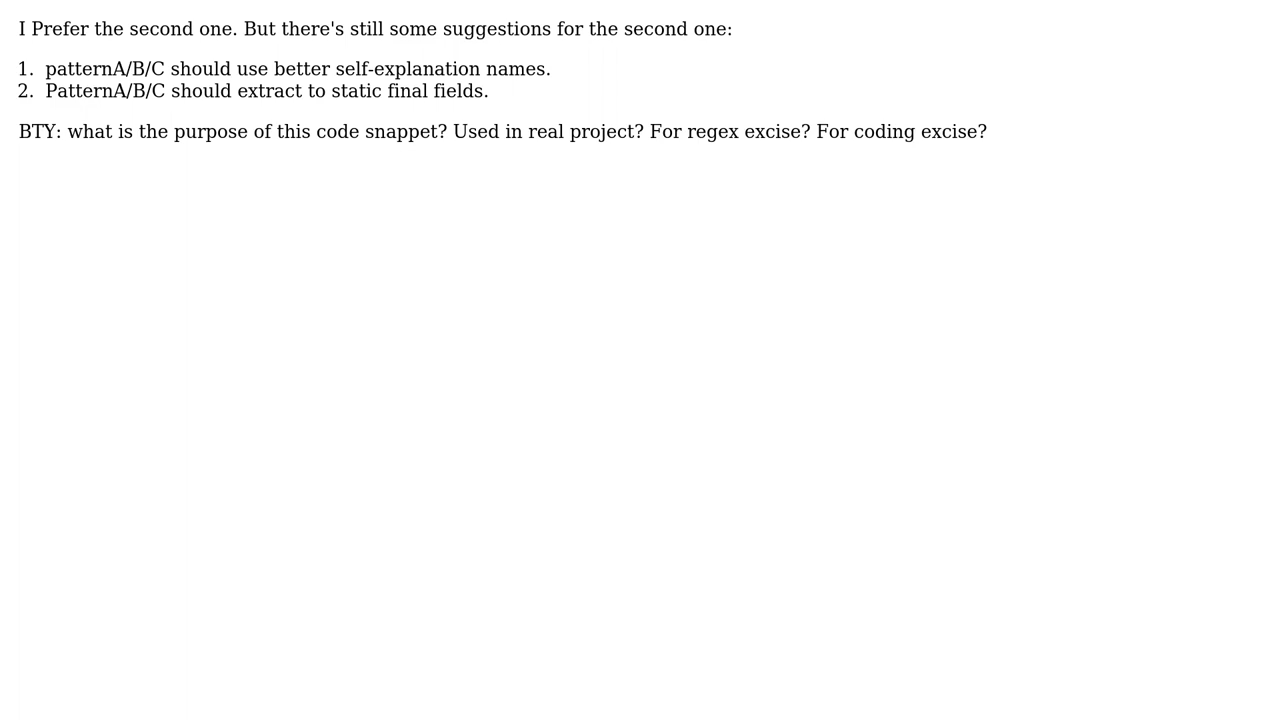 I Prefer the second one. But there's still some suggestions for the second one:
1. patternA/B/C should use better self-explanation names.
2. PatternA/B/C should extract to static final fields.
BTY: what is the purpose of this code snappet? Used in real project? For regex excise? For coding excise?